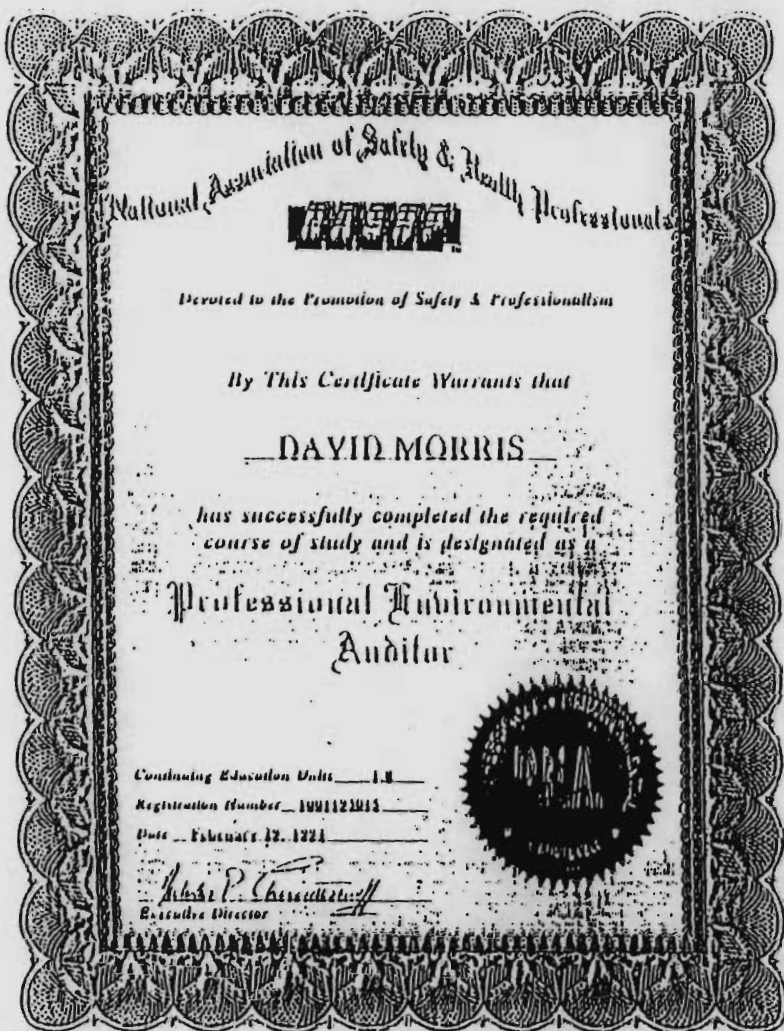 National Association of Safety & Health Professionals
Devoted to the Promotion of Safety & Professionalism
By This Certificate Warrants that
DAVID MORRIS
has successfully completed the required
course of study and is designated as a
Professional Environmental
Auditor
Continuing Education Units
Registration Number
Date February
Executive Director